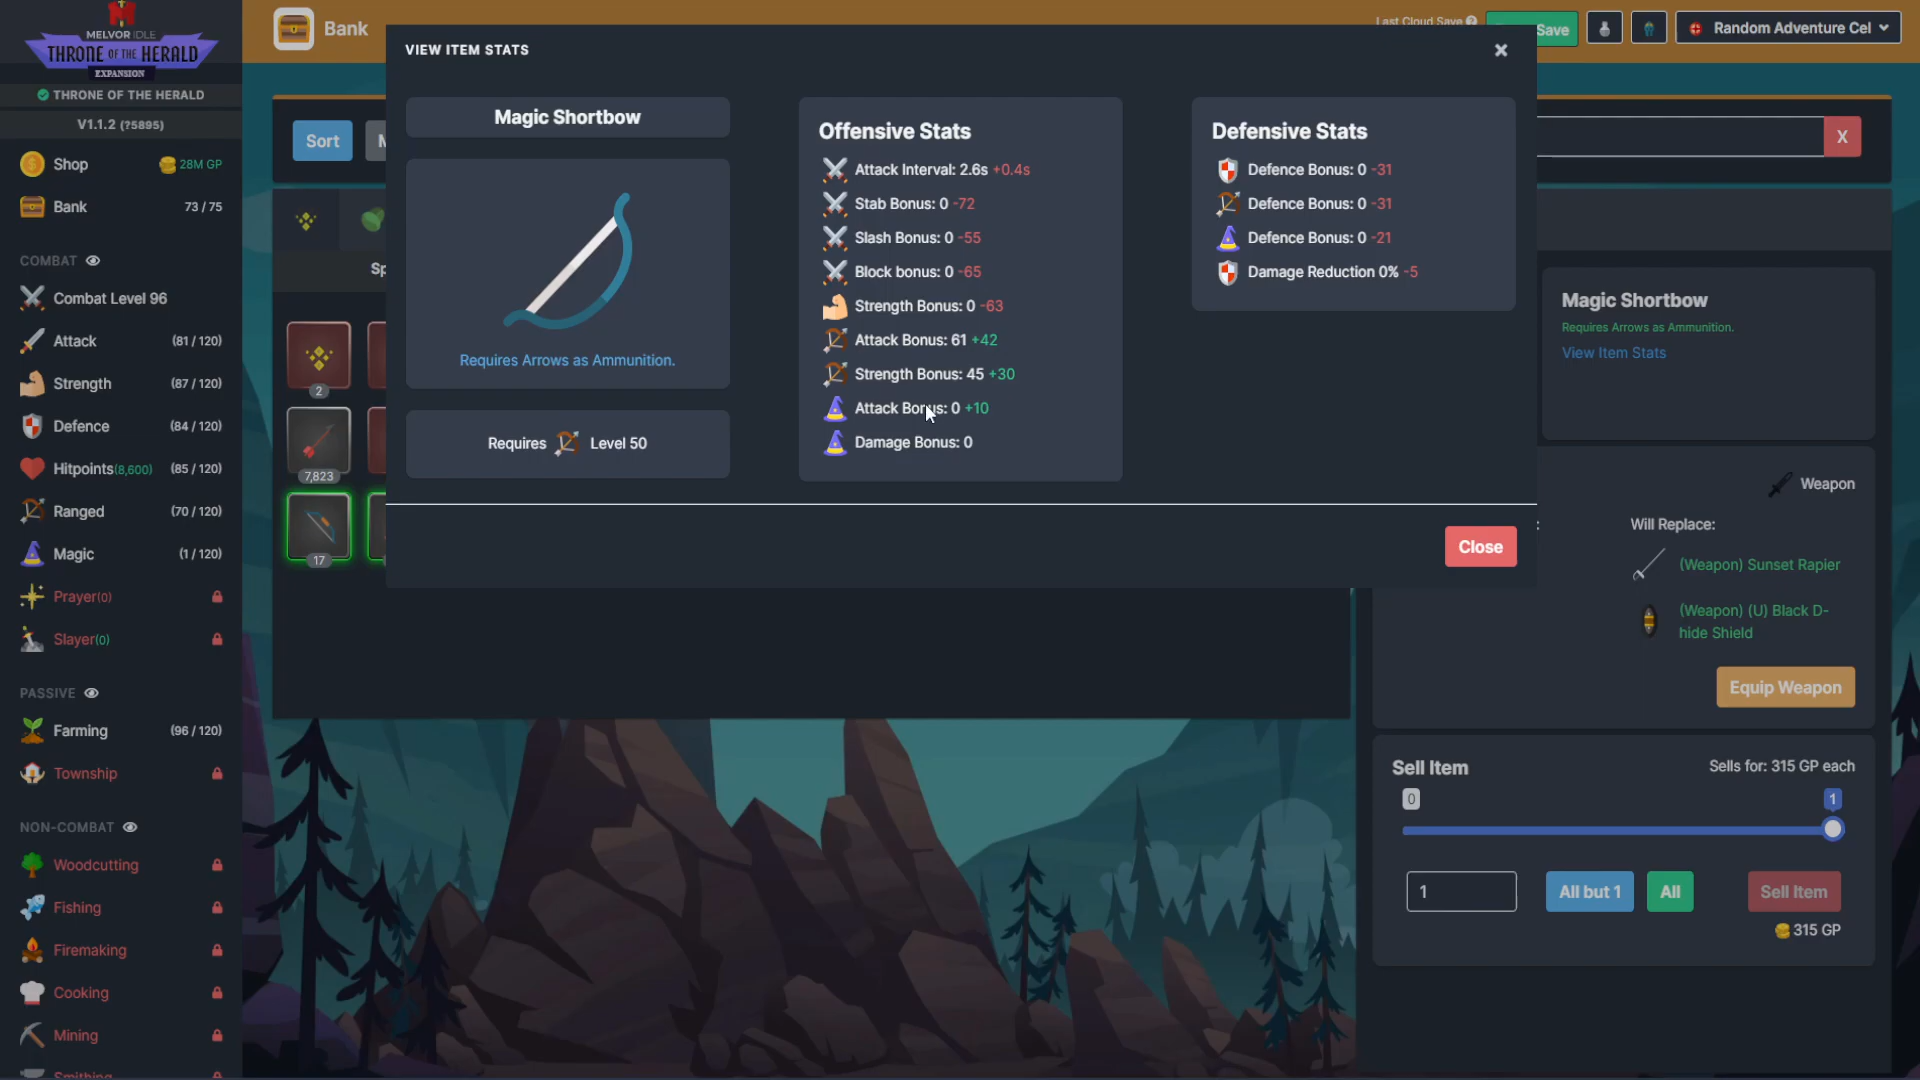 MELVOR IDLE
THRONE OF THE HERALD
EXPANSION
THRONE OF THE HERALD
V1.1.2 (?5895)
Shop 28M GP
Bank 73 / 75
COMBAT
Combat Level 96
Attack (81 / 120)
Strength (87 / 120)
Defence (84 / 120)
Hitpoints(8,600) (85 / 120)
Ranged (70 / 120)
Magic (1 / 120)
Prayer(0)
Slayer(0)
PASSIVE
Farming (96 / 120)
Township
NON-COMBAT
Woodcutting
Fishing
Firemaking
Cooking
Mining
Smithing
Bank
Last Cloud Save
Save
Random Adventure Cel
Sort
M
X
Sp
2
7,823
17
VIEW ITEM STATS
Magic Shortbow
Requires Arrows as Ammunition.
Requires Level 50
Offensive Stats
Attack Interval: 2.6s +0.4s
Stab Bonus: 0 -72
Slash Bonus: 0 -55
Block bonus: 0 -65
Strength Bonus: 0 -63
Attack Bonus: 61 +42
Strength Bonus: 45 +30
Attack Bonus: 0 +10
Damage Bonus: 0
Defensive Stats
Defence Bonus: 0 -31
Defence Bonus: 0 -31
Defence Bonus: 0 -21
Damage Reduction 0% -5
Close
Magic Shortbow
Requires Arrows as Ammunition.
View Item Stats
Weapon
Will Replace:
(Weapon) Sunset Rapier
(Weapon) (U) Black D-
hide Shield
Equip Weapon
Sell Item Sells for: 315 GP each
0 1
1 All but 1 All Sell Item
315 GP